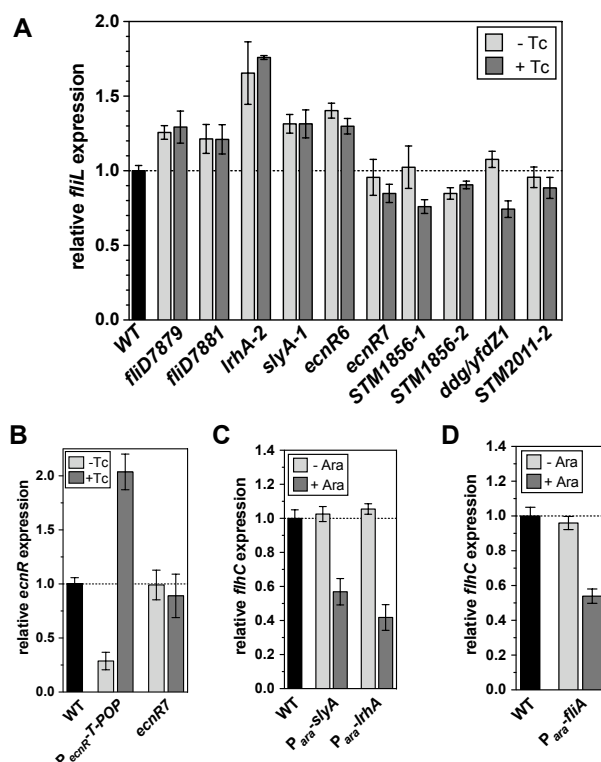 A
relative fliL expression
2.0
1.5
1.0
0.5
0.0
- Tc
+ Tc
WT
fliD7879
fliD7881
lrhA-2
slyA-1
ecnR6
ecnR7
STM1856-1
STM1856-2
ddg/yfdZ1
STM2011-2
B
relative ecnR expression
2.0
1.5
1.0
0.5
0.0
-Tc
+Tc
WT
PecnR-T-POP
ecnR7
C
relative flhC expression
1.4
1.2
1.0
0.8
0.6
0.4
0.2
0.0
- Ara
+ Ara
WT
Para-slyA
Para-lrhA
D
relative flhC expression
1.4
1.2
1.0
0.8
0.6
0.4
0.2
0.0
- Ara
+ Ara
WT
Para-fliA